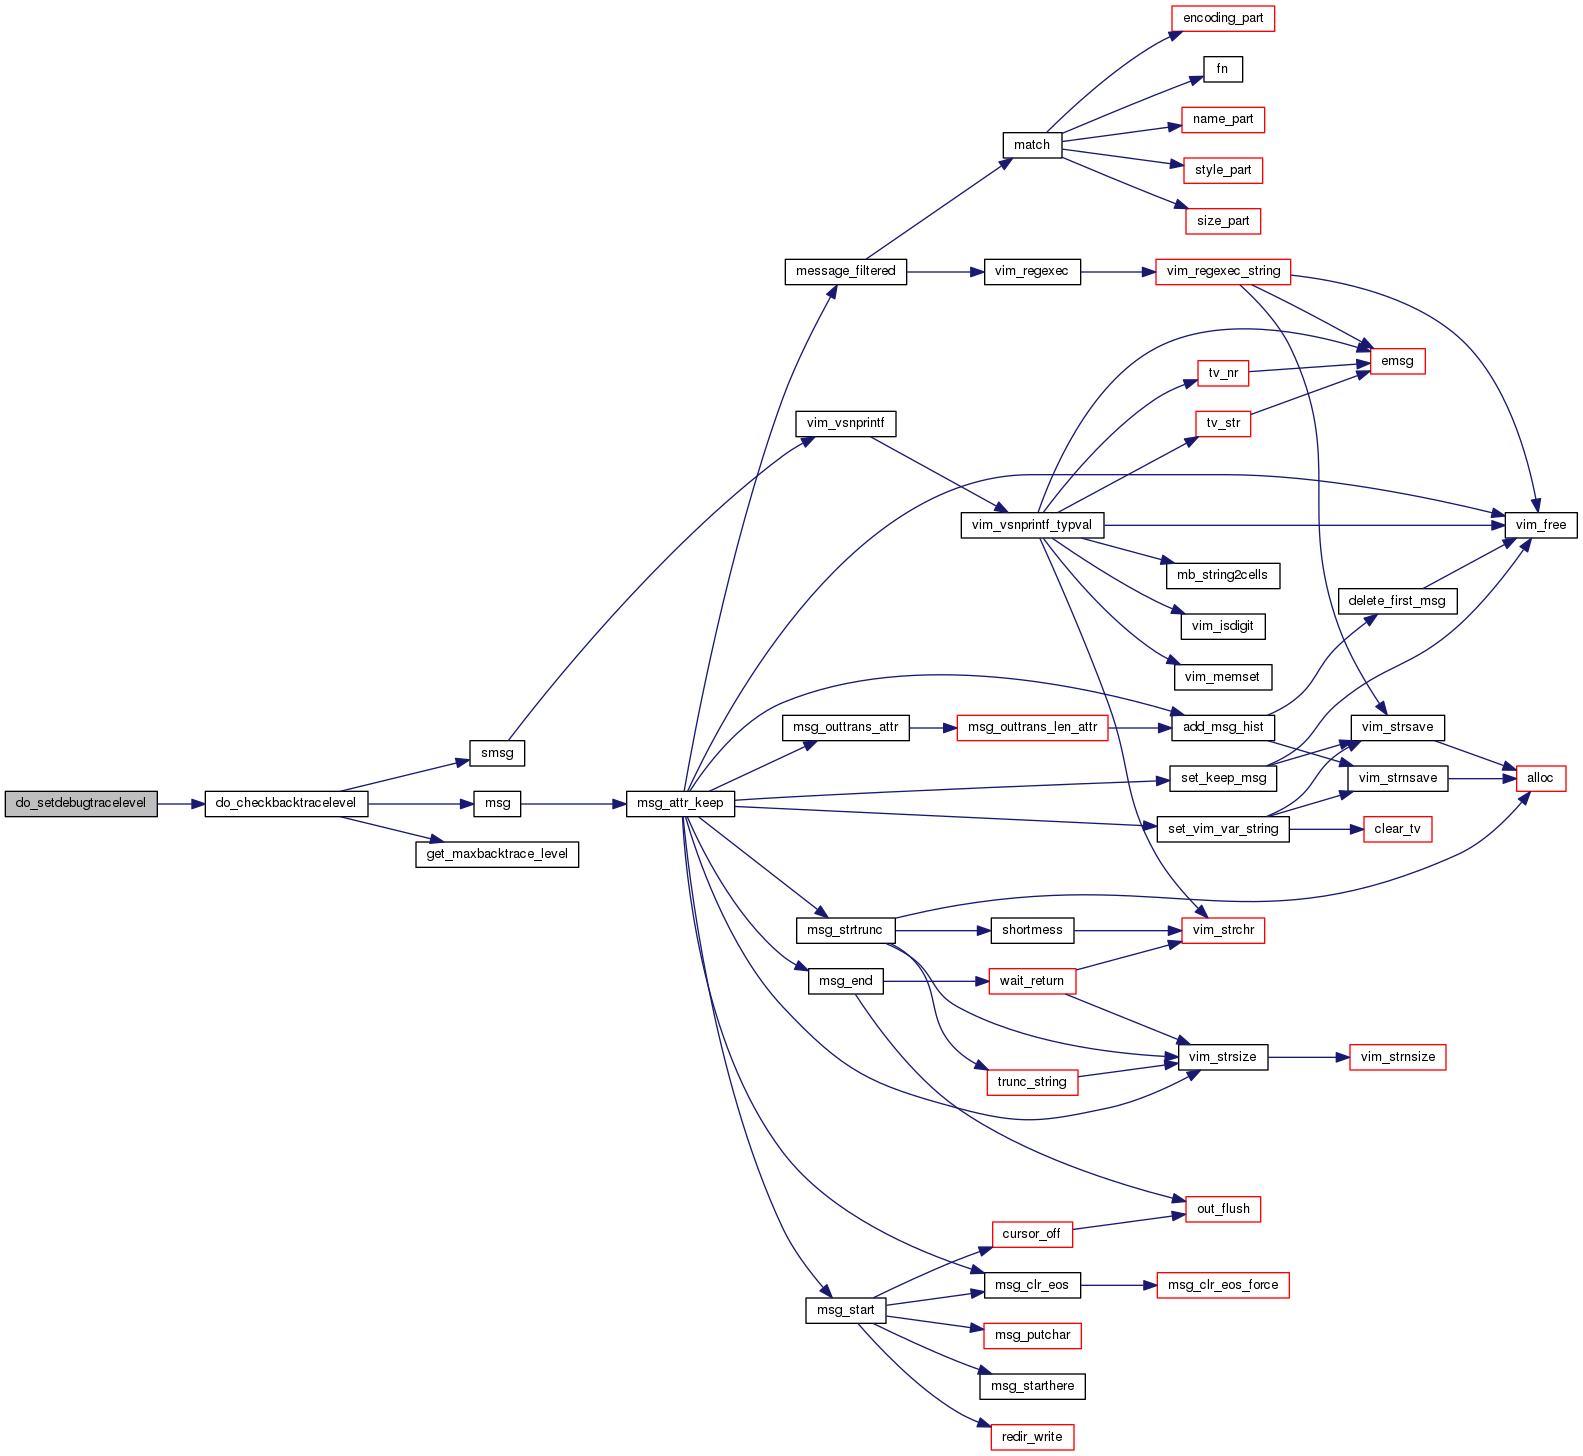 encoding_part
fn
name_part
match
style_part
size_part
message_filtered
vim_regexec
vim_regexec_string
emsg
tv_nr
tv_str
vim_vsnprintf
vim_vsnprintf_typval
vim_free
mb_string2cells
delete_first_msg
vim_isdigit
vim_memset
msg_outtrans_attr
msg_outtrans_len_attr
add_msg_hist
vim_strsave
smsg
set_keep_msg
vim_strnsave
alloc
do_setdebugtracelevel
do_checkbacktracelevel
msg
msg_attr_keep
set_vim_var_string
clear_tv
get_maxbacktrace_level
msg_strtrunc
shortmess
vim_strchr
msg_end
wait_return
vim_strsize
vim_strnsize
trunc_string
out_flush
cursor_off
msg_clr_eos
msg_clr_eos_force
msg_start
msg_putchar
msg_starthere
redir_write